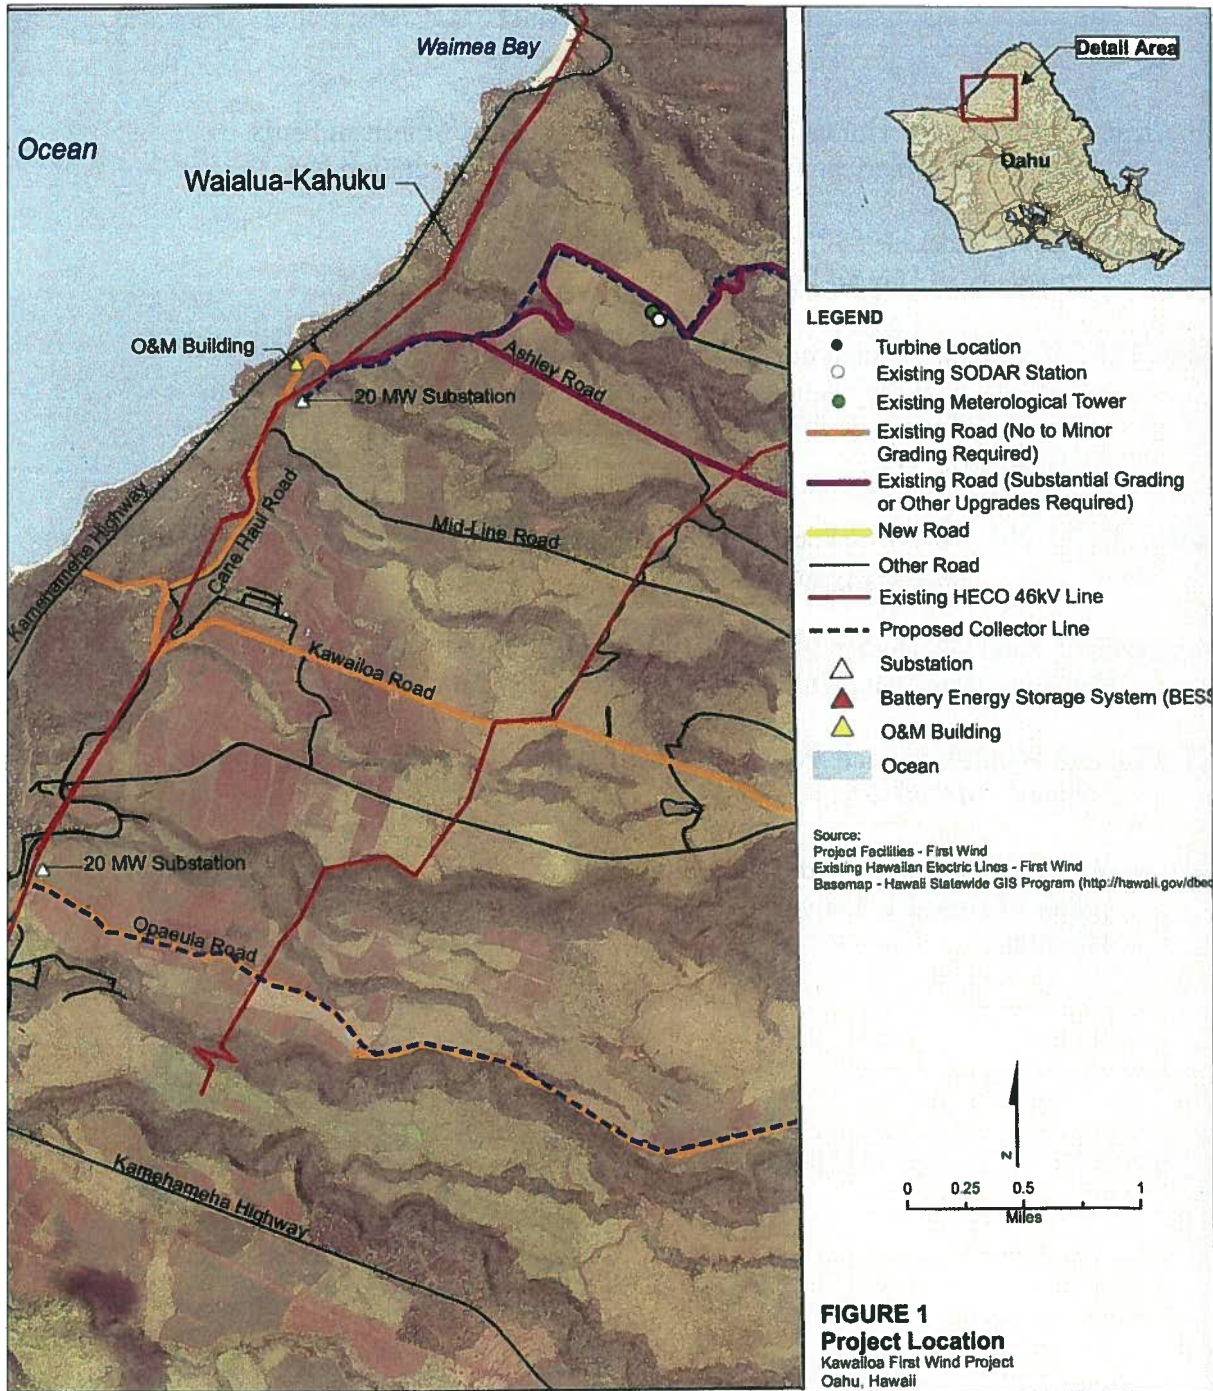 Waimea Bay
Ocean
Waialua-Kahuku
O&M Building
20 MW Substation
Ashley Road
Kamehameha Highway
Cane Haul Road
Mid-Line Road
Kawailoa Road
20 MW Substation
Opaeula Road
Kamehameha Highway
Detail Area
Oahu
LEGEND
Turbine Location
Existing SODAR Station
Existing Meterological Tower
Existing Road (No to Minor
Grading Required)
Existing Road (Substantial Grading
or Other Upgrades Required)
New Road
Other Road
Existing HECO 46kV Line
Proposed Collector Line
Substation
Battery Energy Storage System (BESS
O&M Building
Ocean
Source:
Project Facilities - First Wind
Existing Hawaiian Electric Lines - First Wind
Basemap - Hawaii Statewide GIS Program (http://hawaii.gov/dbed
N
0 0.25 0.5 1
Miles
FIGURE 1
Project Location
Kawailoa First Wind Project
Oahu, Hawaii